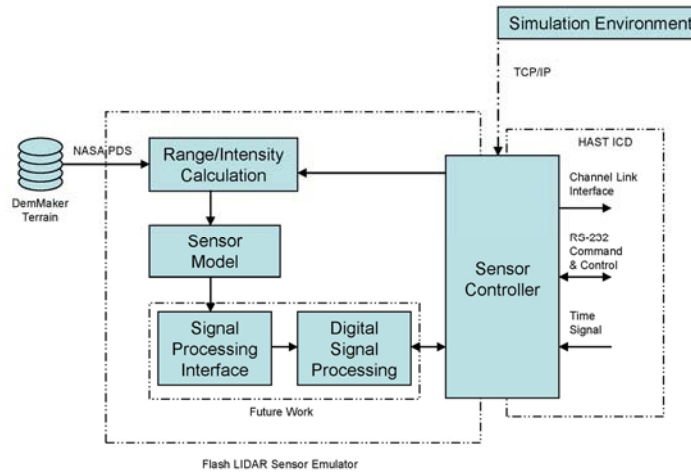 Simulation Environment
TCP/IP
HAST ICD
NASA PDS
Range/Intensity
Calculation
Channel Link
Interface
DemMaker
Terrain
Sensor
Model
RS-232
Command
& Control
Sensor
Controller
Signal
Processing
Interface
Digital
Signal
Processing
Time
Signal
Future Work
Flash LIDAR Sensor Emulator